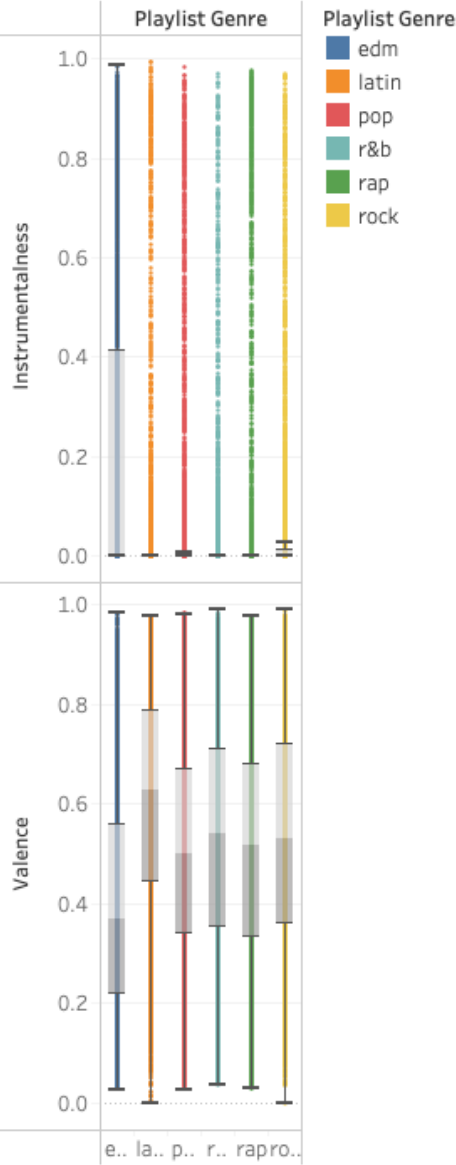 Playlist Genre
Playlist Genre
edm
latin
pop
r&b
rap
rock
Instrumentalness
1.0
0.8
0.6
0.4
0.2
0.0
Valence
1.0
0.8
0.6
0.4
0.2
0.0
e.. la.. p.. r.. rap ro..